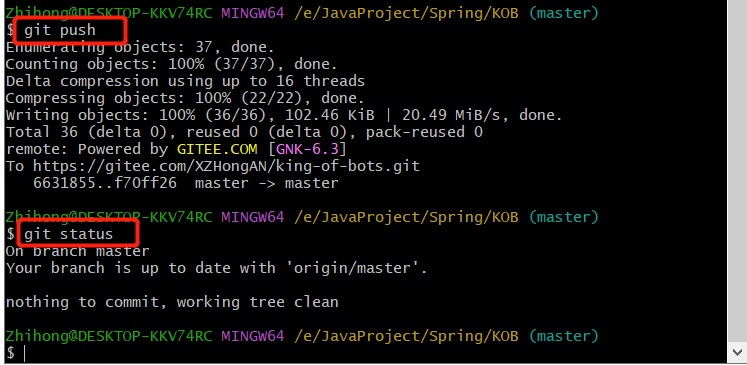 Zhihong@DESKTOP-KKV74RC MINGW64 /e/JavaProject/Spring/KOB (master)
$ git push
Enumerating objects: 37, done.
Counting objects: 100% (37/37), done.
Delta compression using up to 16 threads
Compressing objects: 100% (22/22), done.
Writing objects: 100% (36/36), 102.46 KiB | 20.49 MiB/s, done.
Total 36 (delta 0), reused 0 (delta 0), pack-reused 0
remote: Powered by GITEE.COM [GNK-6.3]
To https://gitee.com/XZHongAN/king-of-bots.git
   6631855..f70ff26  master -> master
Zhihong@DESKTOP-KKV74RC MINGW64 /e/JavaProject/Spring/KOB (master)
$ git status
On branch master
Your branch is up to date with 'origin/master'.
nothing to commit, working tree clean
Zhihong@DESKTOP-KKV74RC MINGW64 /e/JavaProject/Spring/KOB (master)
$